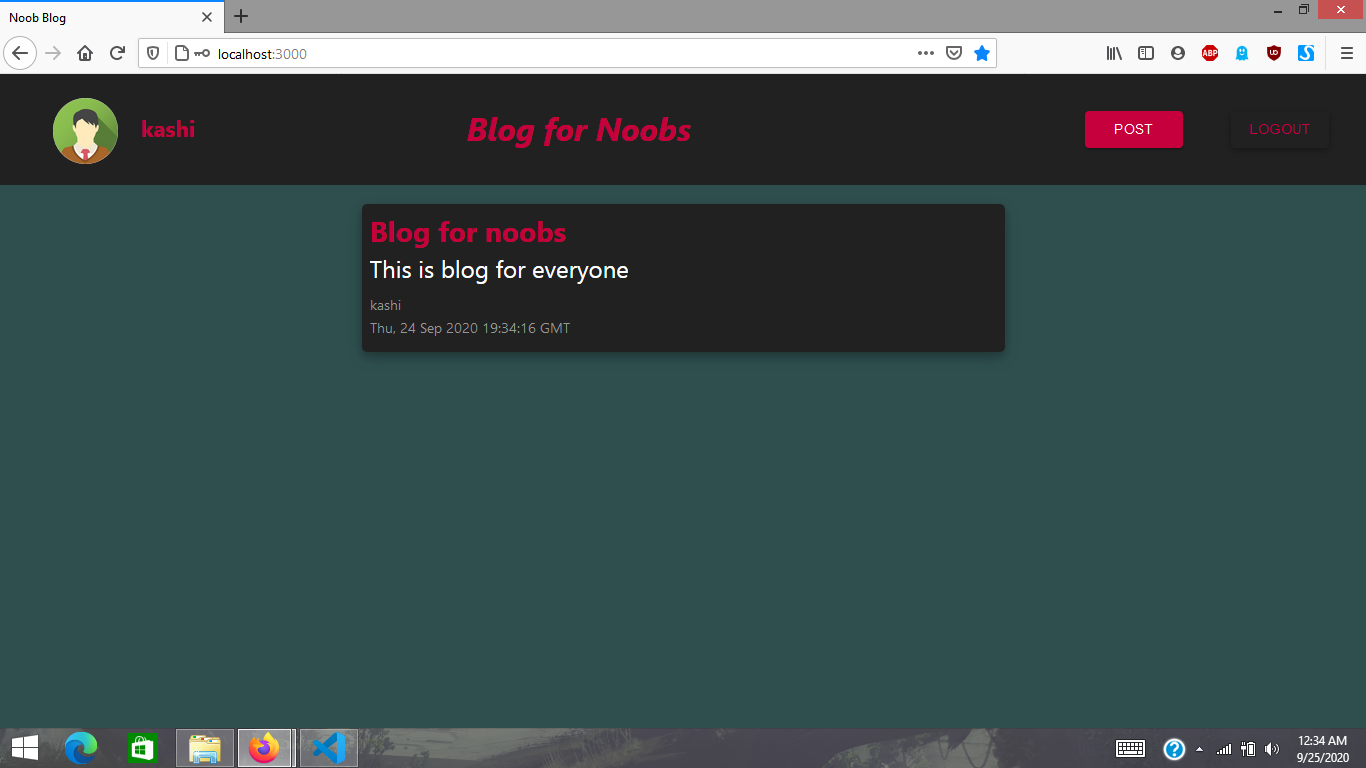 Noob Blog
localhost:3000
ABP
kashi
Blog for Noobs
POST
LOGOUT
Blog for noobs
This is blog for everyone
kashi
Thu, 24 Sep 2020 19:34:16 GMT
12:34 AM
9/25/2020